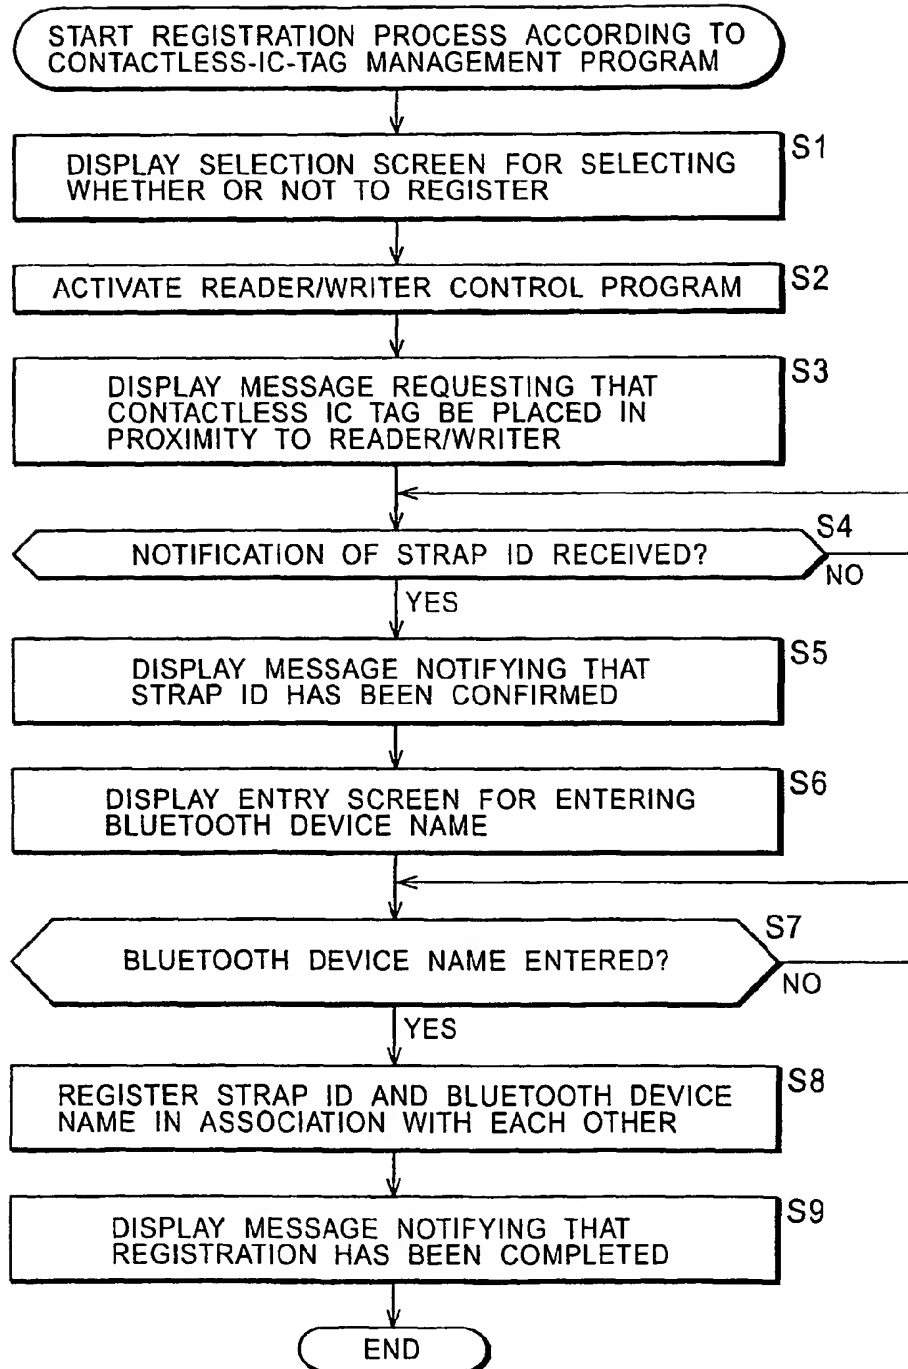 START REGISTRATION PROCESS ACCORDING TO
CONTACTLESS-IC-TAG MANAGEMENT PROGRAM
S1
DISPLAY SELECTION SCREEN FOR SELECTING
WHETHER OR NOT TO REGISTER
S2
ACTIVATE READER/WRITER CONTROL PROGRAM
S3
DISPLAY MESSAGE REQUESTING THAT
CONTACTLESS IC TAG BE PLACED IN
PROXIMITY TO READER/WRITER
S4
NOTIFICATION OF STRAP ID RECEIVED?
NO
YES
S5
DISPLAY MESSAGE NOTIFYING THAT
STRAP ID HAS BEEN CONFIRMED
S6
DISPLAY ENTRY SCREEN FOR ENTERING
BLUETOOTH DEVICE NAME
S7
BLUETOOTH DEVICE NAME ENTERED?
NO
YES
S8
REGISTER STRAP ID AND BLUETOOTH DEVICE
NAME IN ASSOCIATION WITH EACH OTHER
S9
DISPLAY MESSAGE NOTIFYING THAT
REGISTRATION HAS BEEN COMPLETED
END